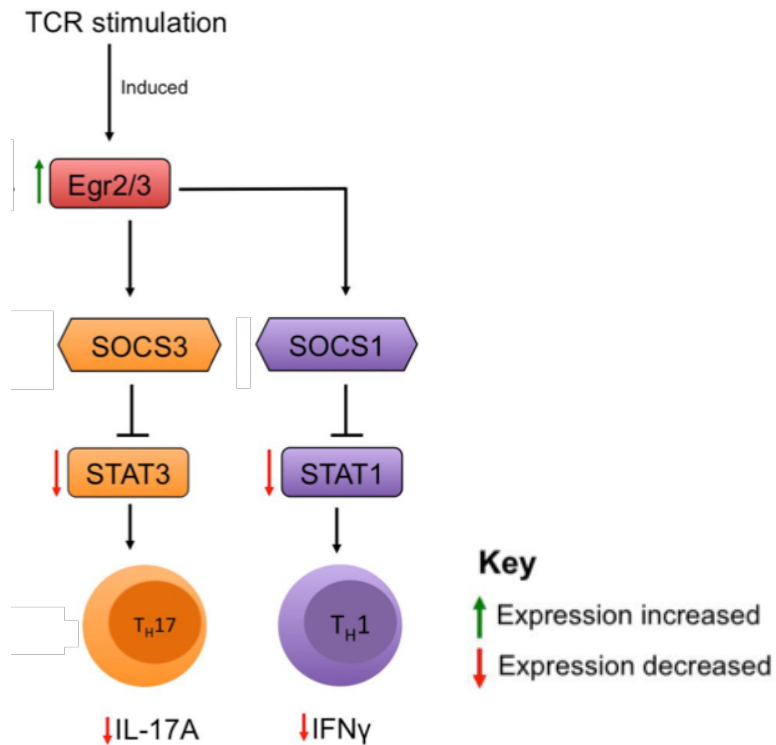 TCR stimulation
Induced
Egr2/3
SOCS3
SOCS1
STAT3
STAT1
TH17
TH1
IL-17A
IFNγ
Key
Expression increased
Expression decreased